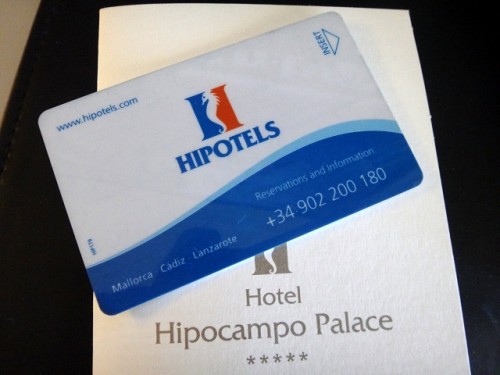 www.hipotels.com
INSERT
HIPOTELS
Reservations and Information
+34 902 200 180
Mallorca Cádiz Lanzarote
Hotel
Hipocampo Palace
*****